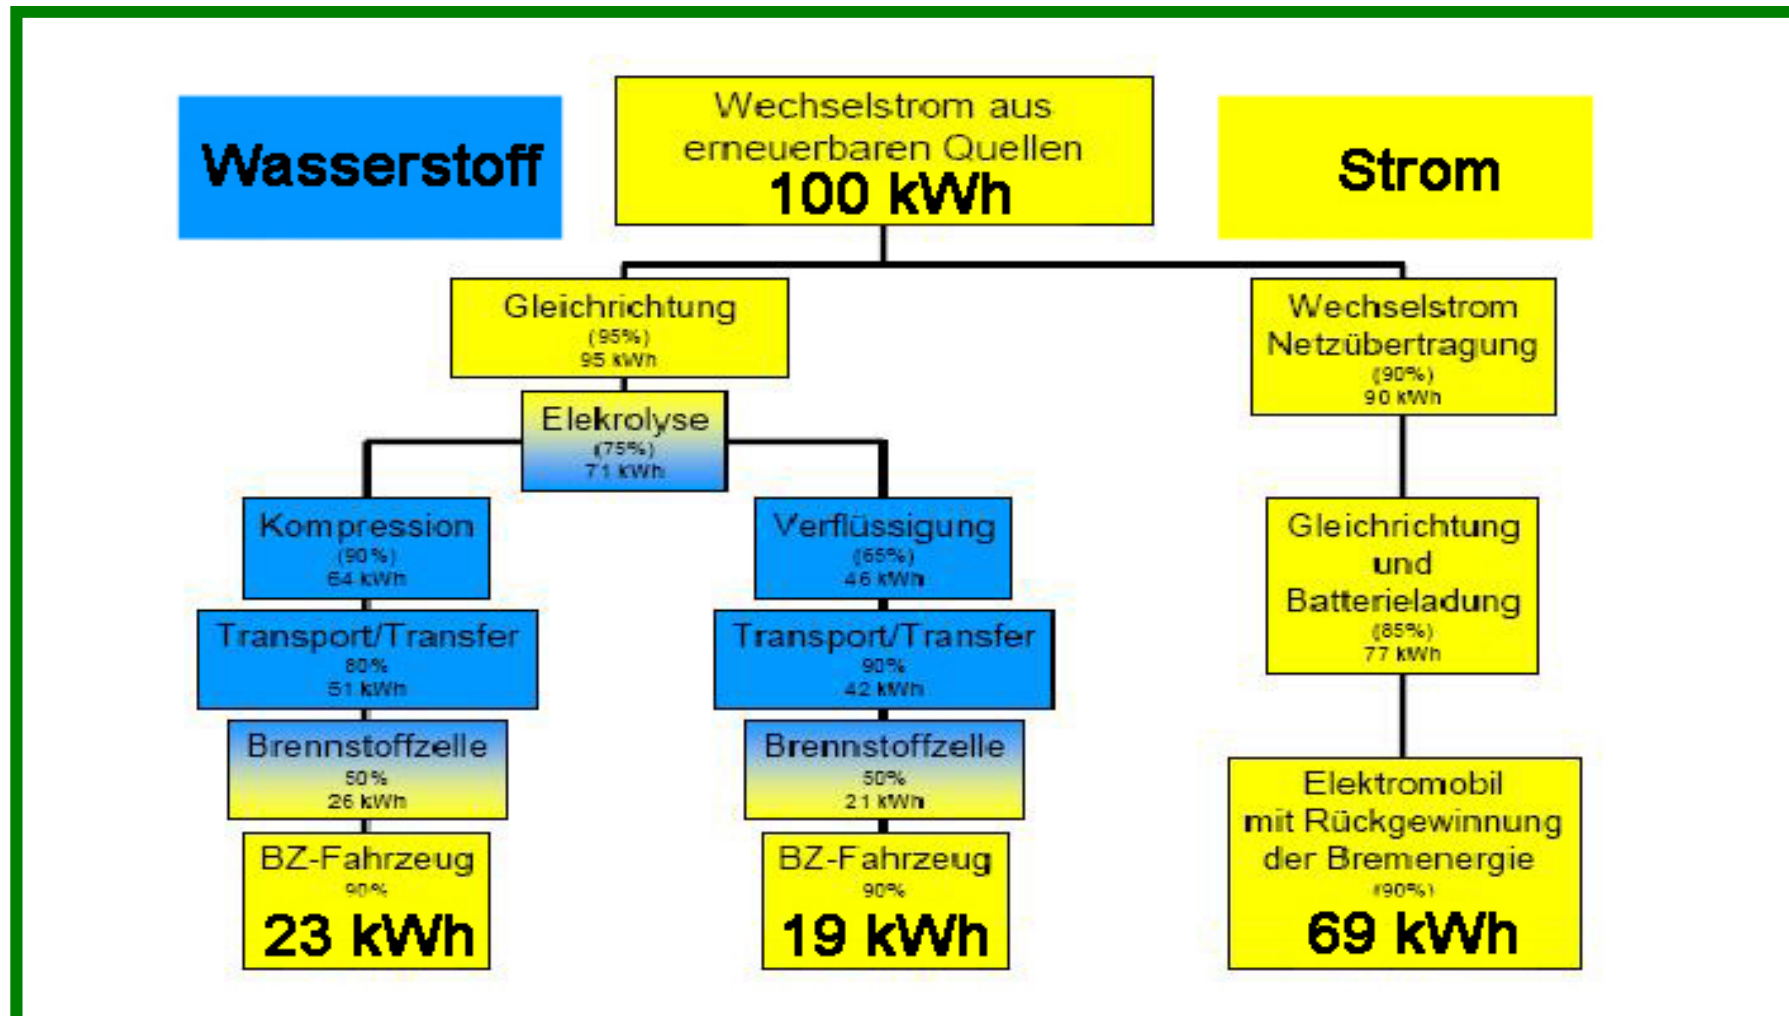 Wasserstoff
Wechselstrom aus
erneuerbaren Quellen
100 kWh
Strom
Gleichrichtung
(95%)
95 kWh
Wechselstrom
Netzübertragung
(90%)
90 kWh
Elekrolyse
(75%)
71 kWh
Kompression
(90%)
64 kWh
Verflüssigung
(65%)
46 kWh
Gleichrichtung
und
Batterieladung
(85%)
77 kWh
Transport/Transfer
80%
51 kWh
Transport/Transfer
90%
42 kWh
Brennstoffzelle
50%
26 kWh
Brennstoffzelle
50%
21 kWh
BZ-Fahrzeug
90%
23 kWh
BZ-Fahrzeug
90%
19 kWh
Elektromobil
mit Rückgewinnung
der Bremenergie
(90%)
69 kWh